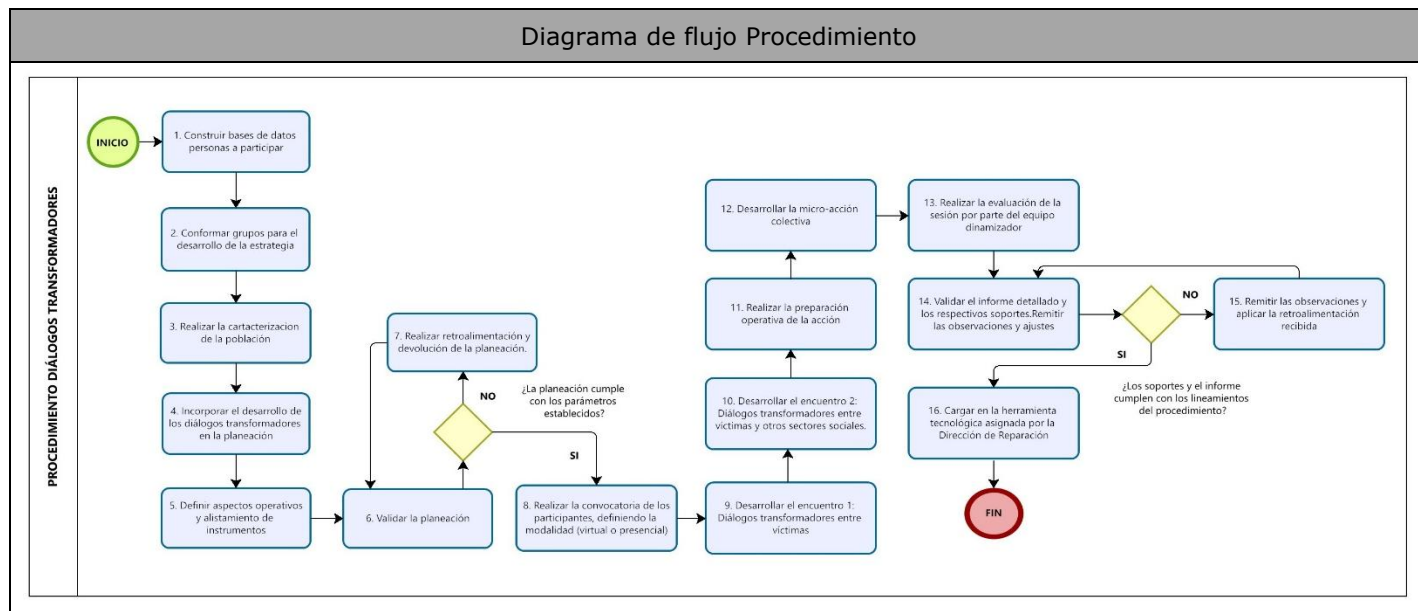 Diagrama de flujo Procedimiento
PROCEDIMIENTO DIÁLOGOS TRANSFORMADORES
INICIO
1. Construir bases de datos
personas a participar
2. Conformar grupos para el
desarrollo de la estrategia
3. Realizar la cartacterizacion
de la población
4. Incorporar el desarrollo de
los diálogos transformadores
en la planeación
5. Definir aspectos operativos
y alistamiento de
instrumentos
6. Validar la planeación
7. Realizar retroalimentación y
devolución de la planeación.
NO
¿La planeación cumple
con los parámetros
establecidos?
SI
8. Realizar la convocatoria de los
participantes, definiendo la
modalidad (virtual o presencial)
9. Desarrollar el encuentro 1:
Diálogos transformadores entre
víctimas
10. Desarrollar el encuentro 2:
Diálogos transformadores entre
víctimas y otros sectores sociales.
11. Realizar la preparación
operativa de la acción
12. Desarrollar la micro-acción
colectiva
13. Realizar la evaluación de la
sesión por parte del equipo
dinamizador
14. Validar el informe detallado y
los respectivos soportes.Remitir
las observaciones y ajustes
NO
15. Remitir las observaciones y
aplicar la retroalimentación
recibida
SI
¿Los soportes y el informe
cumplen con los lineamientos
del procedimiento?
16. Cargar en la herramienta
tecnológica asignada por la
Dirección de Reparación
FIN